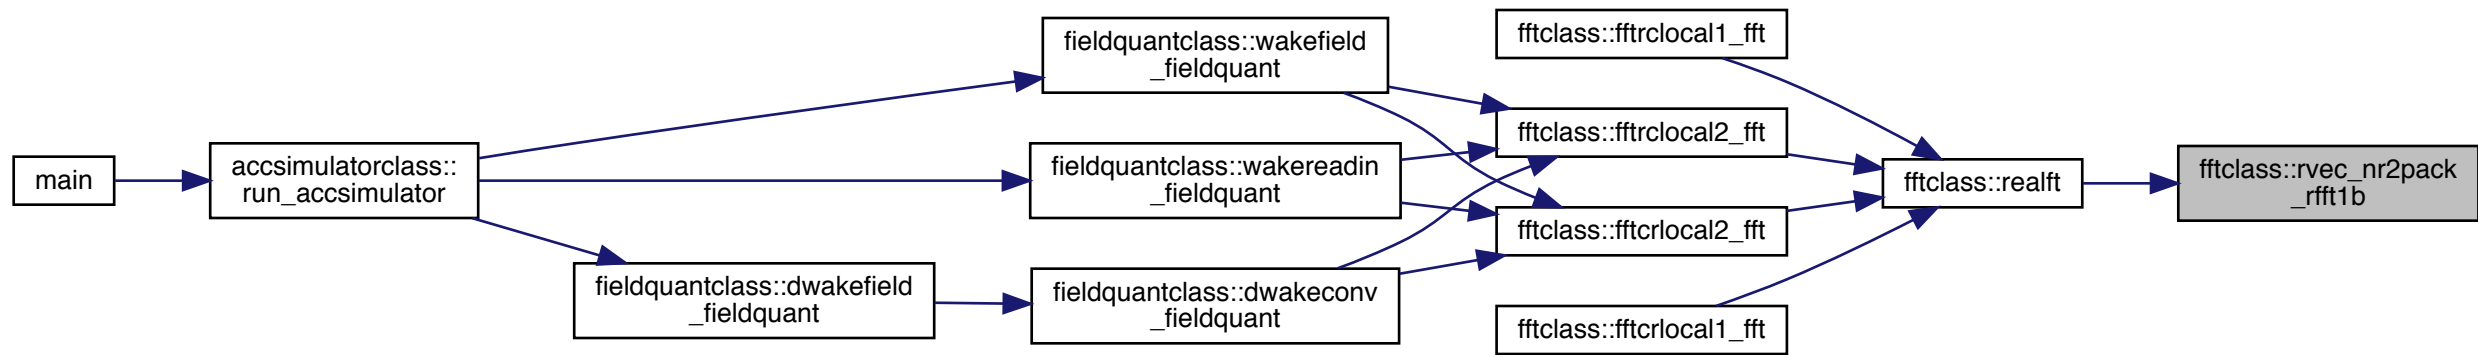 main
accsimulatorclass::
run_accsimulator
fieldquantclass::wakefield
_fieldquant
fieldquantclass::wakereadin
_fieldquant
fieldquantclass::dwakefield
_fieldquant
fieldquantclass::dwakeconv
_fieldquant
fftclass::fftrclocal1_fft
fftclass::fftrclocal2_fft
fftclass::fftcrlocal2_fft
fftclass::fftcrlocal1_fft
fftclass::realft
fftclass::rvec_nr2pack
_rfft1b